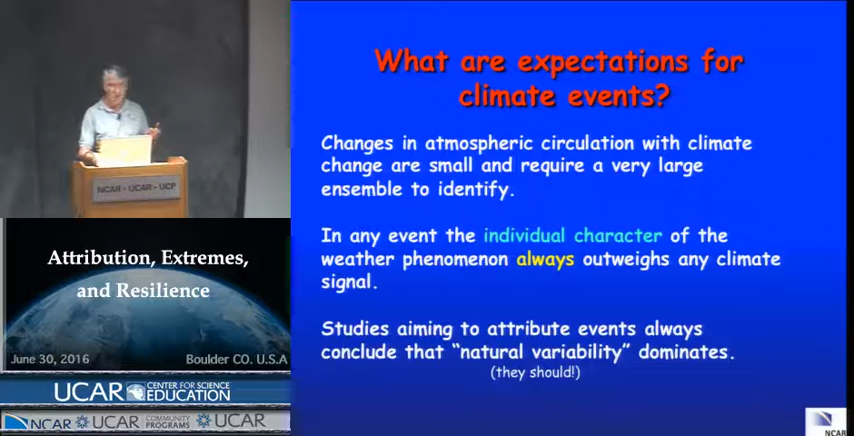 What are expectations for
climate events?
Changes in atmospheric circulation with climate
change are small and require a very large
ensemble to identify.
In any event the individual character of the
weather phenomenon always outweighs any climate
signal.
Studies aiming to attribute events always
conclude that “natural variability” dominates.
(they should!)
NCAR
NCAR - UCAR - UCP
Attribution, Extremes,
and Resilience
June 30, 2016
Boulder CO. U.S.A
UCAR CENTER FOR SCIENCE
EDUCATION
NCAR UCAR COMMUNITY
PROGRAMS UCAR